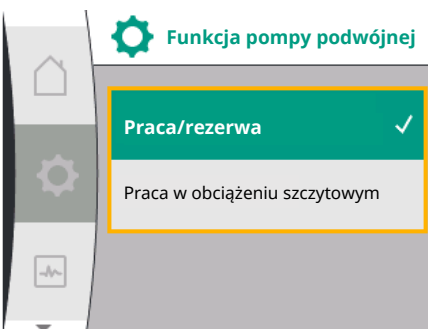 Funkcja pompy podwójnej
Praca/rezerwa
Praca w obciążeniu szczytowym